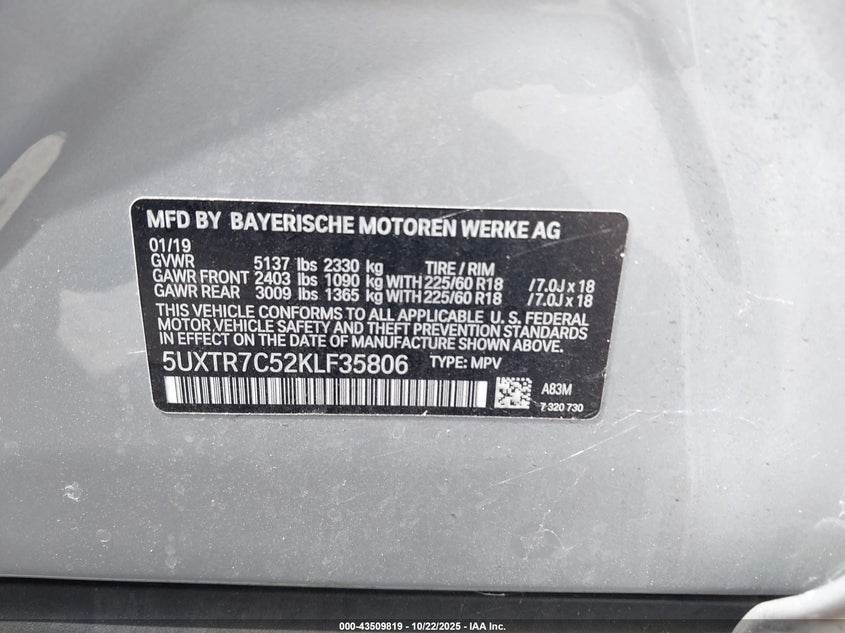 MFD BY BAYERISCHE MOTOREN WERKE AG
01/19
GVWR 5137 lbs 2330 kg TIRE / RIM
GAWR FRONT 2403 lbs 1090 kg WITH 225/60 R18 /7.0J x 18
GAWR REAR 3009 lbs 1365 kg WITH 225/60 R18 /7.0J x 18
THIS VEHICLE CONFORMS TO ALL APPLICABLE U. S. FEDERAL
MOTOR VEHICLE SAFETY AND THEFT PREVENTION STANDARDS
IN EFFECT ON THE DATE OF MANUFACTURE SHOWN ABOVE.
5UXTR7C52KLF35806 TYPE: MPV
A83M
7 320 730
000-43509819 | 10/22/2025 | IAA Inc.